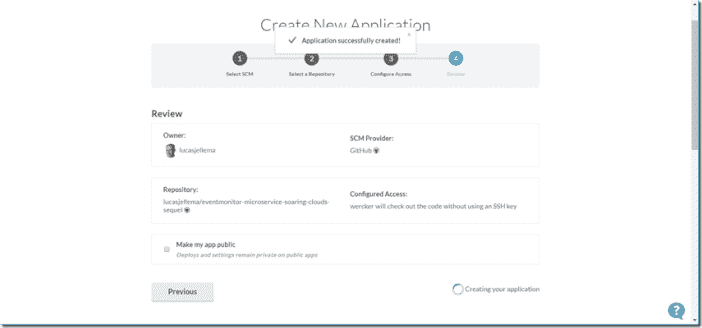 Create New Application
Application successfully created!
×
1 2 3 4
Select SCM Select a Repository Configure Access Review
Review
Owner:
lucasjellema
SCM Provider:
GitHub
Repository:
lucasjellema/eventmonitor-microservice-soaring-clouds-
sequel
Configured Access:
wercker will check out the code without using an SSH key
Make my app public
Deploys and settings remain private on public apps
Previous
Creating your application
?